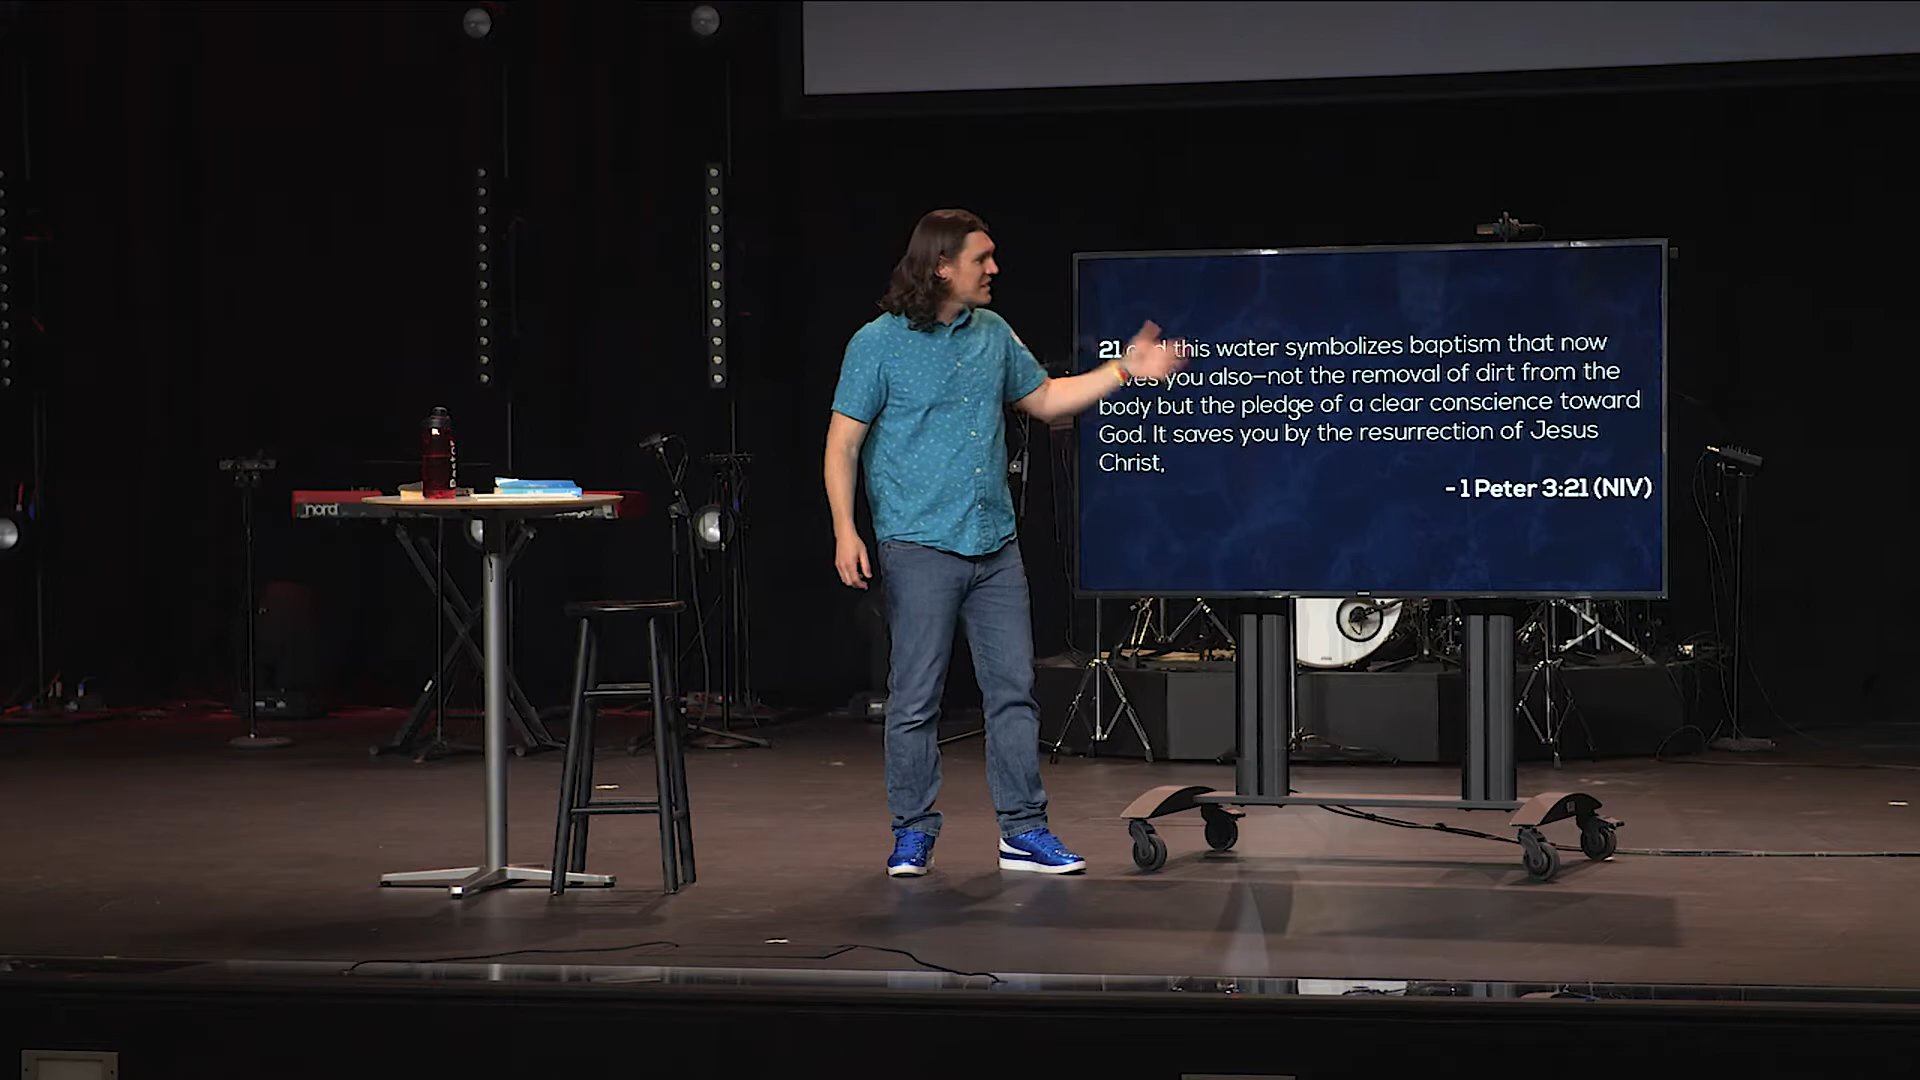 21 this water symbolizes baptism that now
you also—not the removal of dirt from the
body but the pledge of a clear conscience toward
God. It saves you by the resurrection of Jesus
Christ,
- 1 Peter 3:21 (NIV)
nord